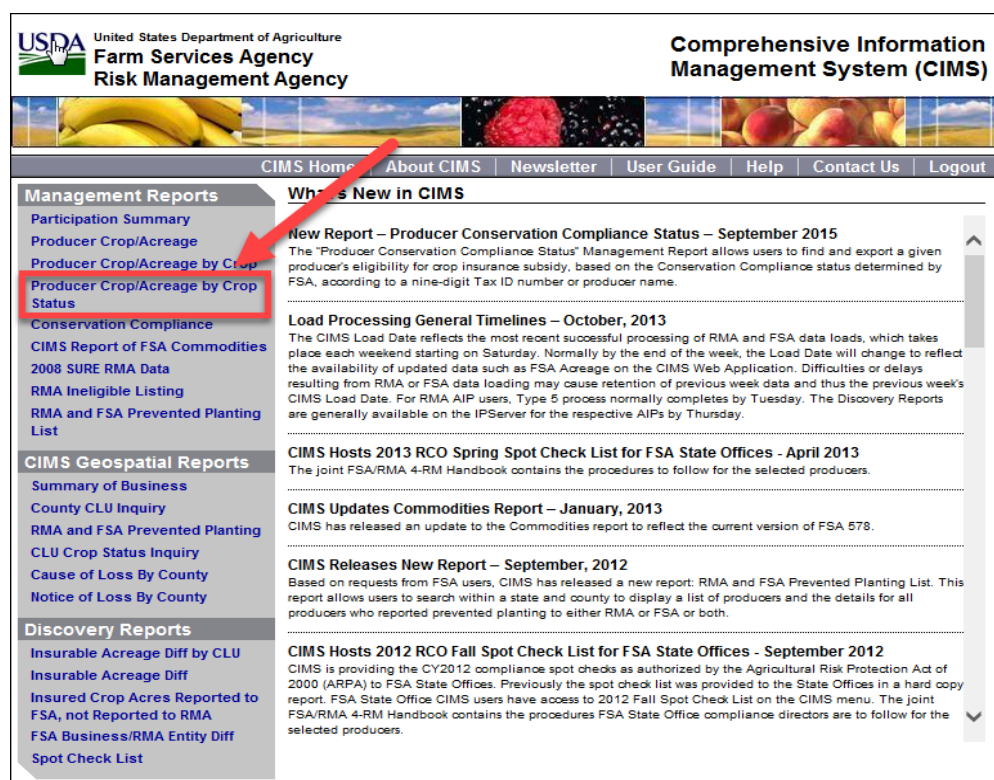 USDA
United States Department of Agriculture
Farm Services Agency
Risk Management Agency
Comprehensive Information
Management System (CIMS)
CIMS Home | About CIMS | Newsletter | User Guide | Help | Contact Us | Logout
Management Reports
Participation Summary
Producer Crop/Acreage
Producer Crop/Acreage by Crop
Producer Crop/Acreage by Crop
Status
Conservation Compliance
CIMS Report of FSA Commodities
2008 SURE RMA Data
RMA Ineligible Listing
RMA and FSA Prevented Planting
List
CIMS Geospatial Reports
Summary of Business
County CLU Inquiry
RMA and FSA Prevented Planting
CLU Crop Status Inquiry
Cause of Loss By County
Notice of Loss By County
Discovery Reports
Insurable Acreage Diff by CLU
Insurable Acreage Diff
Insured Crop Acres Reported to
FSA, not Reported to RMA
FSA Business/RMA Entity Diff
Spot Check List
What's New in CIMS
New Report – Producer Conservation Compliance Status – September 2015
The "Producer Conservation Compliance Status" Management Report allows users to find and export a given
producer's eligibility for crop insurance subsidy, based on the Conservation Compliance status determined by
FSA, according to a nine-digit Tax ID number or producer name.
Load Processing General Timelines – October, 2013
The CIMS Load Date reflects the most recent successful processing of RMA and FSA data loads, which takes
place each weekend starting on Saturday. Normally by the end of the week, the Load Date will change to reflect
the availability of updated data such as FSA Acreage on the CIMS Web Application. Difficulties or delays
resulting from RMA or FSA data loading may cause retention of previous week data and thus the previous week's
CIMS Load Date. For RMA AIP users, Type 5 process normally completes by Tuesday. The Discovery Reports
are generally available on the IPServer for the respective AIPs by Thursday.
CIMS Hosts 2013 RCO Spring Spot Check List for FSA State Offices - April 2013
The joint FSA/RMA 4-RM Handbook contains the procedures to follow for the selected producers.
CIMS Updates Commodities Report – January, 2013
CIMS has released an update to the Commodities report to reflect the current version of FSA 578.
CIMS Releases New Report – September, 2012
Based on requests from FSA users, CIMS has released a new report: RMA and FSA Prevented Planting List. This
report allows users to search within a state and county to display a list of producers and the details for all
producers who reported prevented planting to either RMA or FSA or both.
CIMS Hosts 2012 RCO Fall Spot Check List for FSA State Offices - September 2012
CIMS is providing the CY2012 compliance spot checks as authorized by the Agricultural Risk Protection Act of
2000 (ARPA) to FSA State Offices. Previously the spot check list was provided to the State Offices in a hard copy
report. FSA State Office CIMS users have access to 2012 Fall Spot Check List on the CIMS menu. The joint
FSA/RMA 4-RM Handbook contains the procedures FSA State Office compliance directors are to follow for the
selected producers.